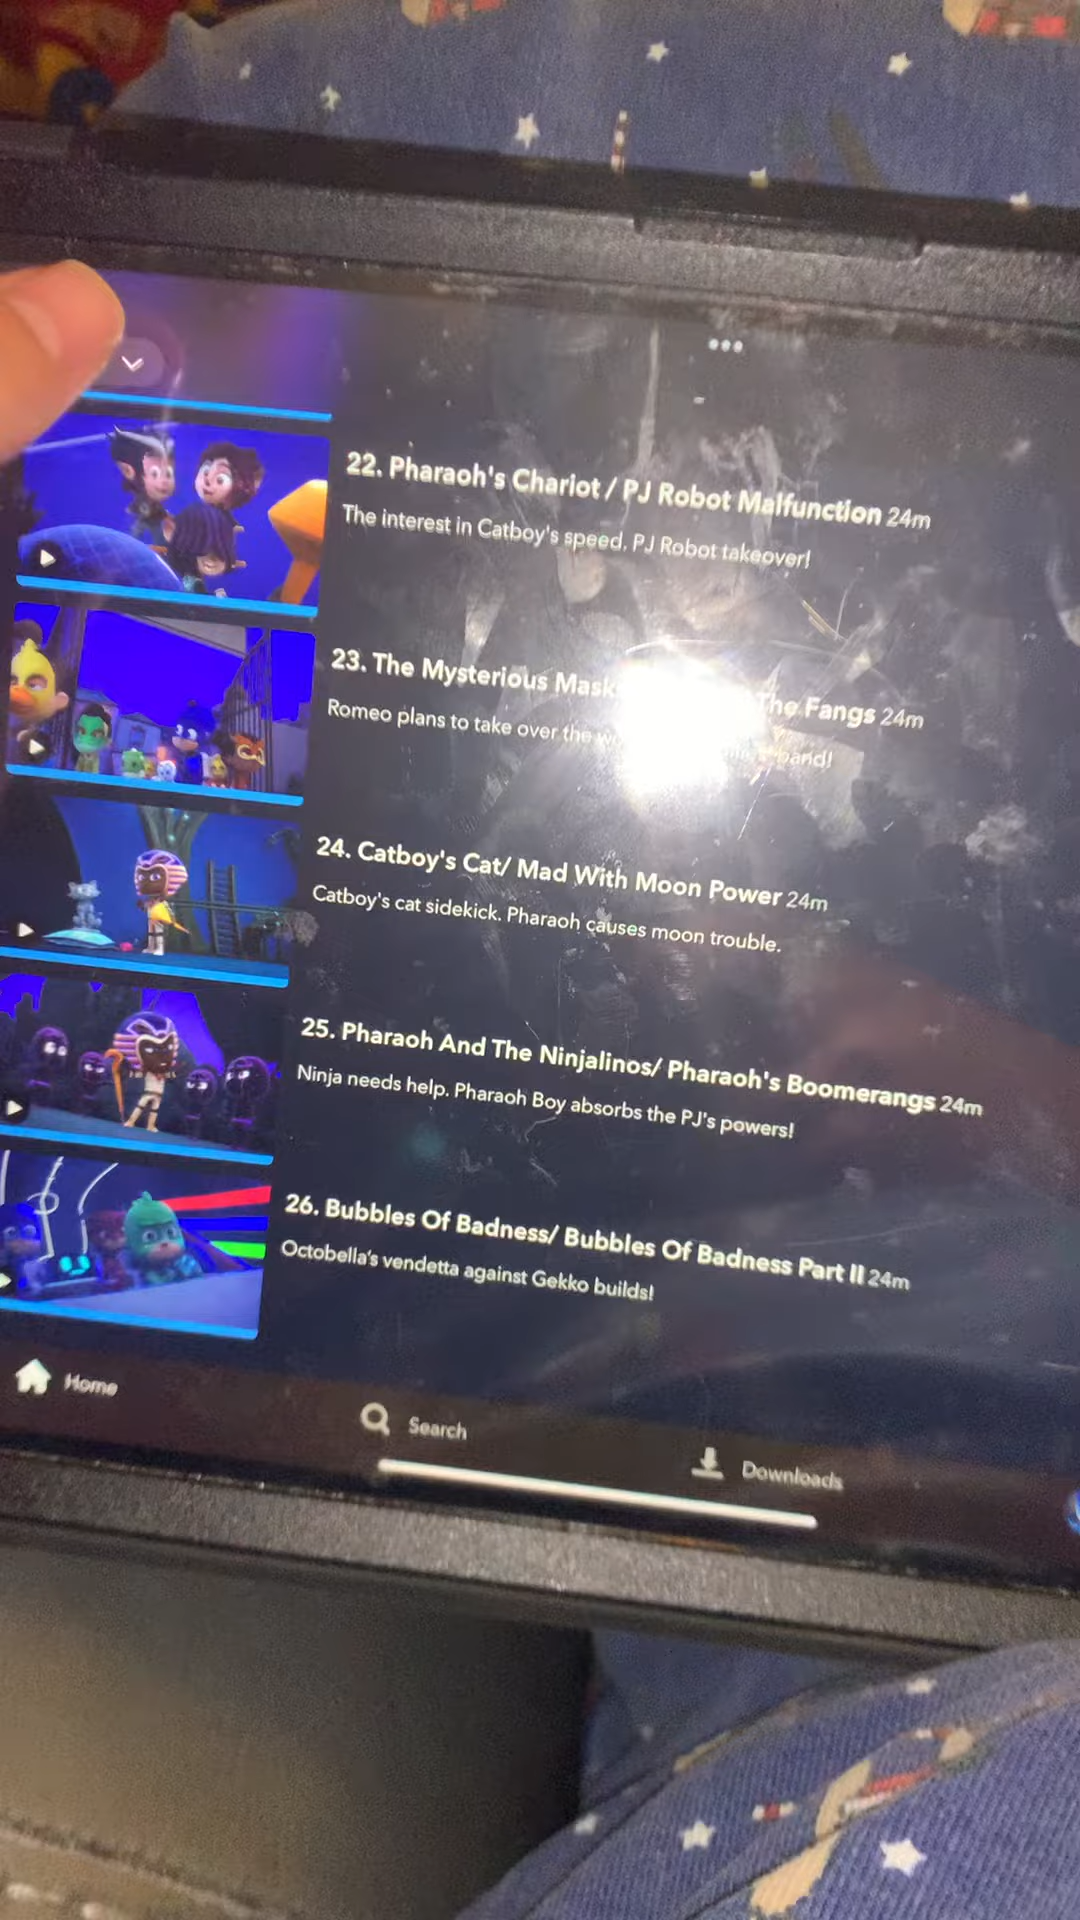 22. Pharaoh's Chariot / PJ Robot Malfunction 24m
The interest in Catboy's speed. PJ Robot takeover!
23. The Mysterious Mask The Fangs 24m
Romeo plans to take over the band!
24. Catboy's Cat/ Mad With Moon Power 24m
Catboy's cat sidekick. Pharaoh causes moon trouble.
25. Pharaoh And The Ninjalinos/ Pharaoh's Boomerangs 24m
Ninja needs help. Pharaoh Boy absorbs the PJ's powers!
26. Bubbles Of Badness/ Bubbles Of Badness Part II 24m
Octobella's vendetta against Gekko builds!
Home
Search
Downloads